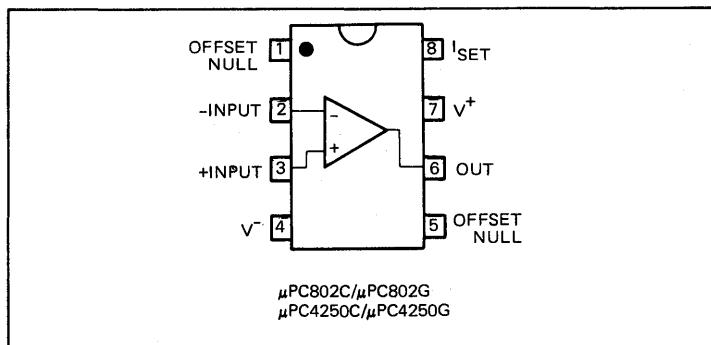 OFFSET NULL 1
8 I SET
-INPUT 2
-
7 V+
+INPUT 3
+
6 OUT
V- 4
5 OFFSET NULL
μPC802C/μPC802G
μPC4250C/μPC4250G